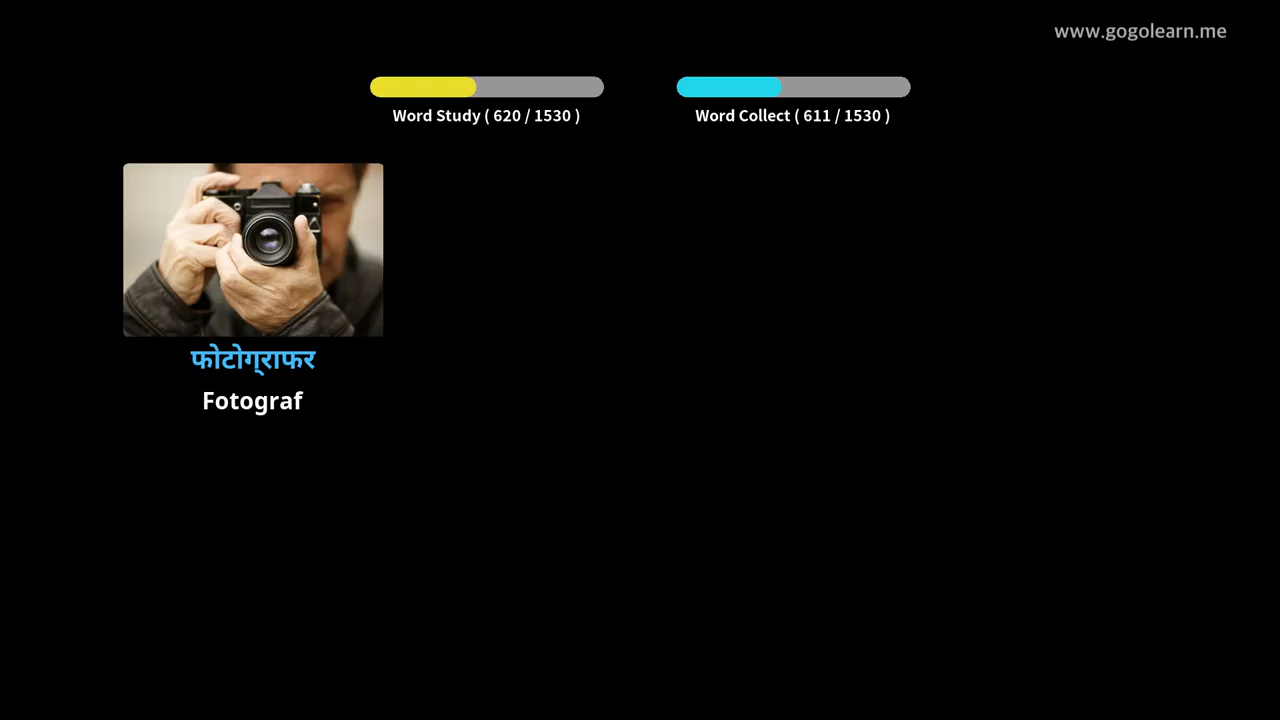 www.gogolearn.me
Word Study ( 620 / 1530 )
Word Collect ( 611 / 1530 )
फोटोग्राफर
Fotograf